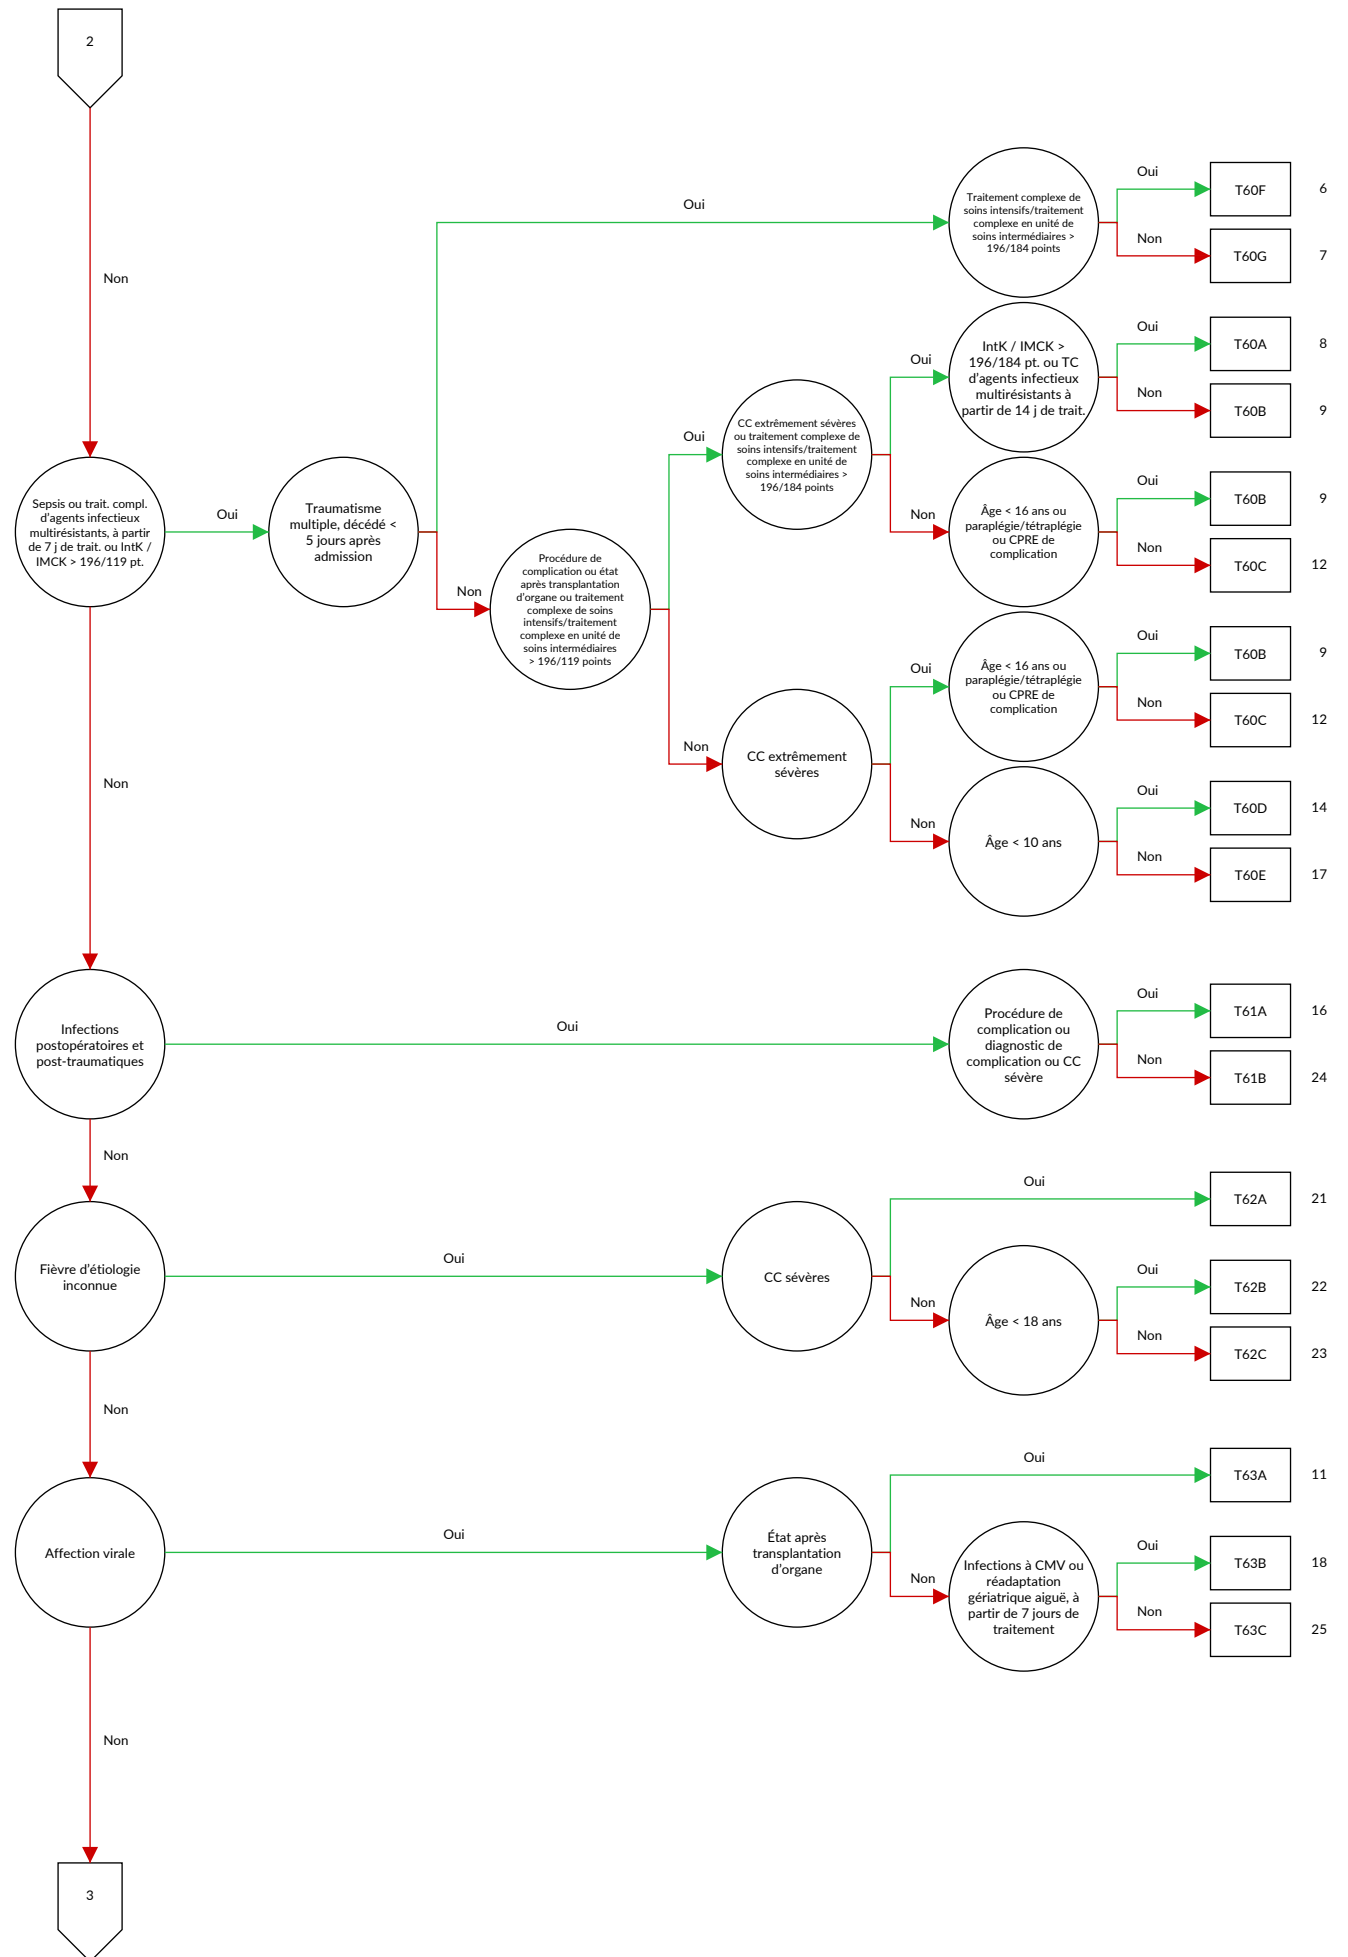 2
Non
Sepsis ou trait. compl.
d'agents infectieux
multirésistants, à partir
de 7 j de trait. ou IntK /
IMCK > 196/119 pt.
Oui
Traumatisme
multiple, décédé <
5 jours après
admission
Oui
Traitement complexe de
soins intensifs/traitement
complexe en unité de
soins intermédiaires >
196/184 points
Oui
T60F
6
Non
T60G
7
Non
Procédure de
complication ou état
après transplantation
d'organe ou traitement
complexe de soins
intensifs/traitement
complexe en unité de
soins intermédiaires
> 196/119 points
Oui
CC extrêmement sévères
ou traitement complexe de
soins intensifs/traitement
complexe en unité de
soins intermédiaires >
196/184 points
Oui
IntK / IMCK >
196/184 pt. ou TC
d'agents infectieux
multirésistants à
partir de 14 j de trait.
Oui
T60A
8
Non
T60B
9
Non
Âge < 16 ans ou
paraplégie/tétraplégie
ou CPRE de
complication
Oui
T60B
9
Non
T60C
12
Non
CC extrêmement
sévères
Oui
Âge < 16 ans ou
paraplégie/tétraplégie
ou CPRE de
complication
Oui
T60B
9
Non
T60C
12
Non
Âge < 10 ans
Oui
T60D
14
Non
T60E
17
Non
Infections
postopératoires et
post-traumatiques
Oui
Procédure de
complication ou
diagnostic de
complication ou CC
sévère
Oui
T61A
16
Non
T61B
24
Non
Fièvre d'étiologie
inconnue
Oui
CC sévères
Oui
T62A
21
Non
Âge < 18 ans
Oui
T62B
22
Non
T62C
23
Non
Affection virale
Oui
État après
transplantation
d'organe
Oui
T63A
11
Non
Infections à CMV ou
réadaptation
gériatrique aiguë, à
partir de 7 jours de
traitement
Oui
T63B
18
Non
T63C
25
Non
3